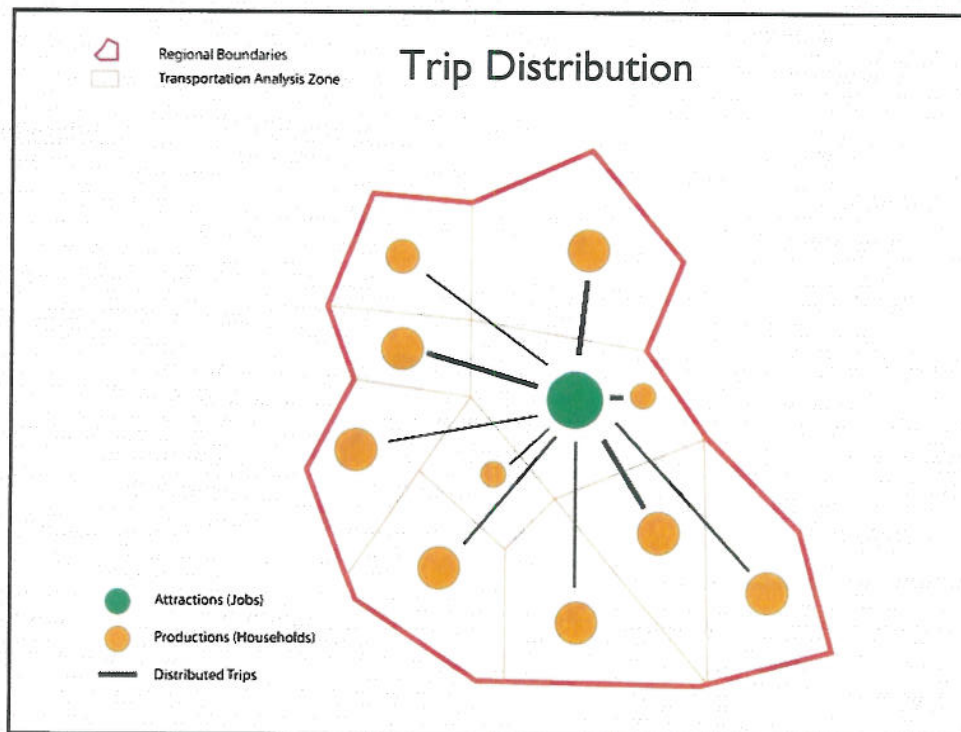 Regional Boundaries
Transportation Analysis Zone
Trip Distribution
Attractions (Jobs)
Productions (Households)
Distributed Trips